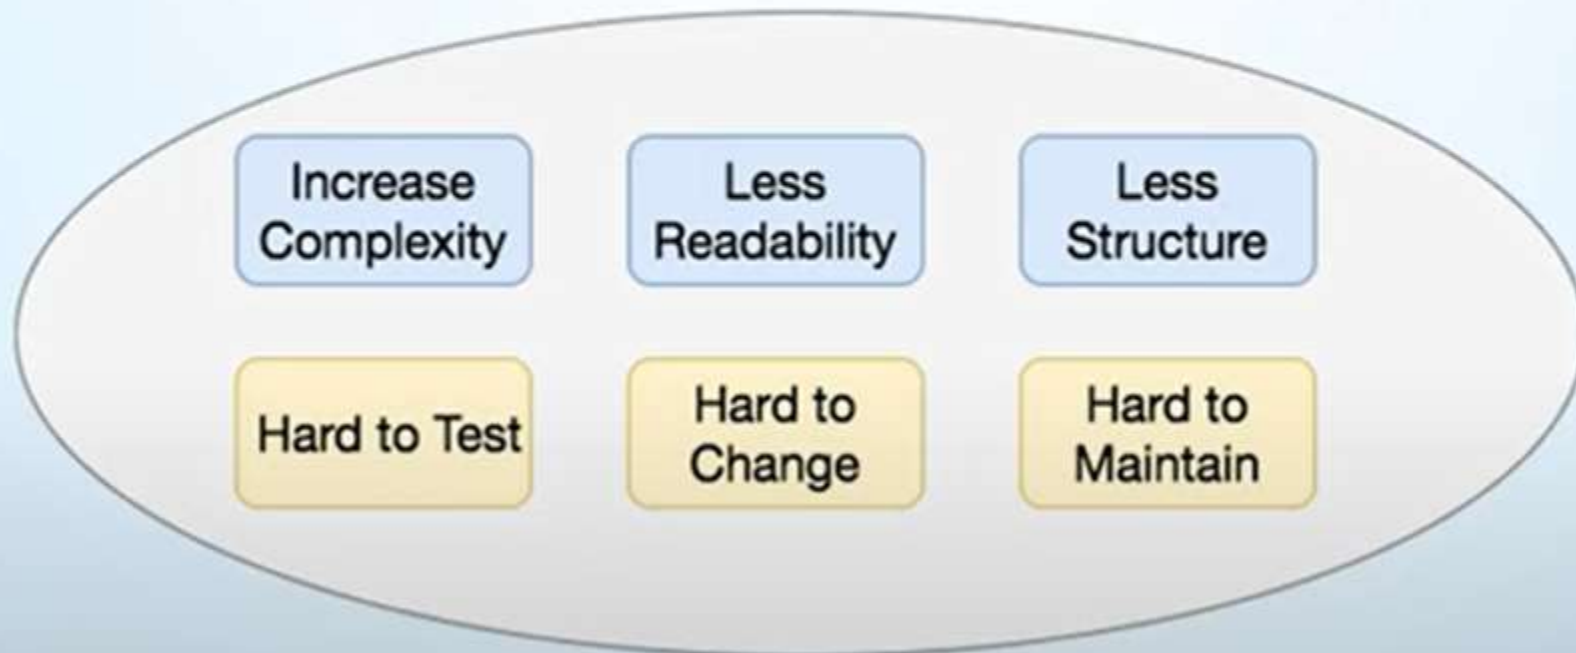 Increase
Complexity
Less
Readability
Less
Structure
Hard to Test
Hard to
Change
Hard to
Maintain